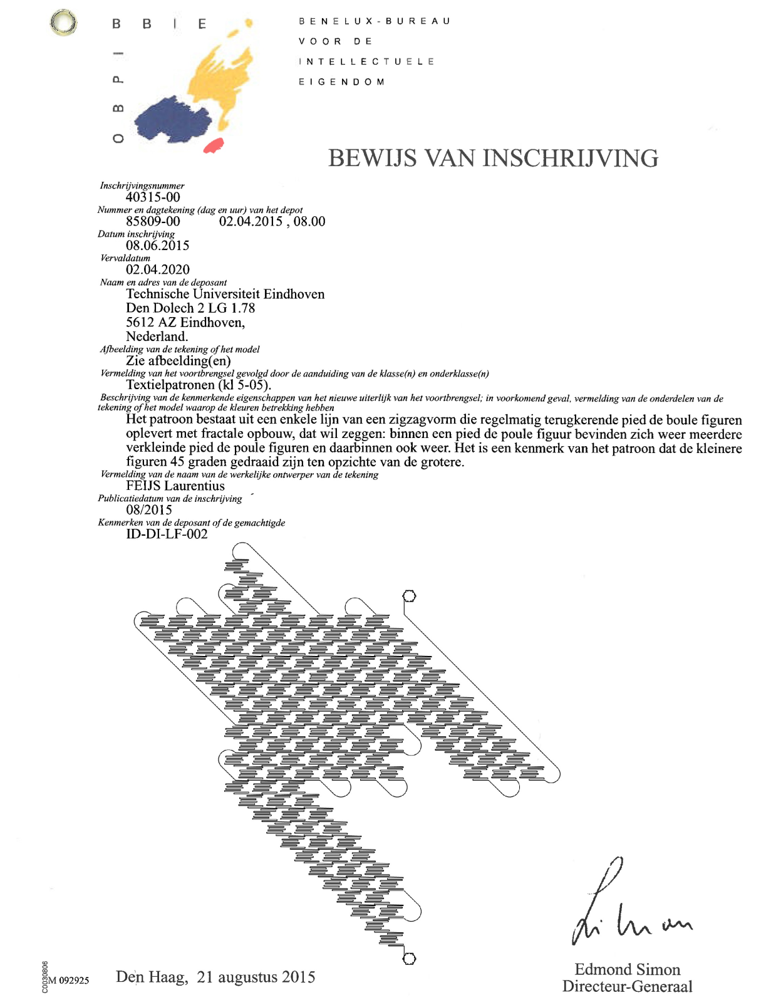 B B I E
O B P I
BENELUX-BUREAU
VOOR DE
INTELLECTUELE
EIGENDOM
BEWIJS VAN INSCHRIJVING
Inschrijvingsnummer
40315-00
Nummer en dagtekening (dag en uur) van het depot
85809-00 02.04.2015 , 08.00
Datum inschrijving
08.06.2015
Vervaldatum
02.04.2020
Naam en adres van de deposant
Technische Universiteit Eindhoven
Den Dolech 2 LG 1.78
5612 AZ Eindhoven,
Nederland.
Afbeelding van de tekening of het model
Zie afbeelding(en)
Vermelding van het voortbrengsel gevolgd door de aanduiding van de klasse(n) en onderklasse(n)
Textielpatronen (kl 5-05).
Beschrijving van de kenmerkende eigenschappen van het nieuwe uiterlijk van het voortbrengsel; in voorkomend geval, vermelding van de onderdelen van de
tekening of het model waarop de kleuren betrekking hebben
Het patroon bestaat uit een enkele lijn van een zigzagvorm die regelmatig terugkerende pied de boule figuren
oplevert met fractale opbouw, dat wil zeggen: binnen een pied de poule figuur bevinden zich weer meerdere
verkleinde pied de poule figuren en daarbinnen ook weer. Het is een kenmerk van het patroon dat de kleinere
figuren 45 graden gedraaid zijn ten opzichte van de grotere.
Vermelding van de naam van de werkelijke ontwerper van de tekening
FEIJS Laurentius
Publicatiedatum van de inschrijving
08/2015
Kenmerken van de deposant of de gemachtigde
ID-DI-LF-002
Edmond Simon
Directeur-Generaal
Den Haag, 21 augustus 2015
M 092925
C0030806